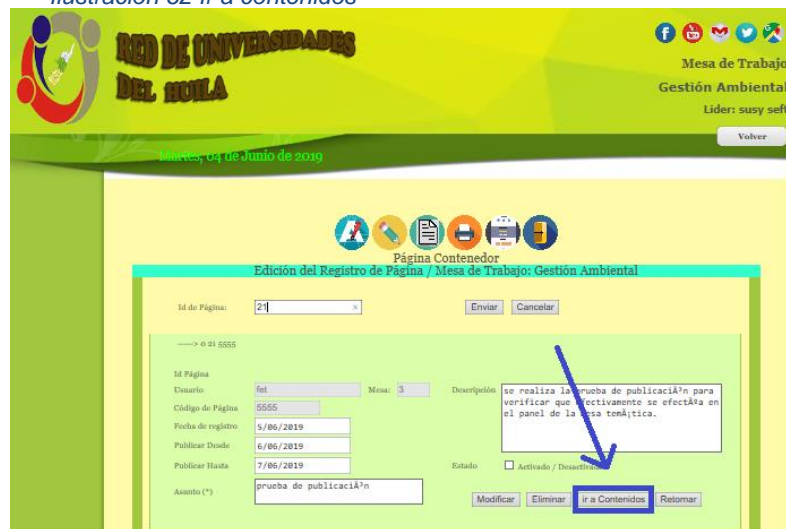 Ilustración 62 Ir a contenidos
RED DE UNIVERSIDADES
DEL HUILA
Mesa de Trabajo
Gestión Ambiental
Lider: susy seft
Volver
Martes, 04 de Junio de 2019
Página Contenedor
Edición del Registro de Página / Mesa de Trabajo: Gestión Ambiental
Id de Página: 21 × Enviar Cancelar
-----> 0 21 5555
Id Página
Usuario fet Mesa: 3 Descripción se realiza la prueba de publicaciÃ³n para
verificar que efectivamente se efectÃºa en
el panel de la mesa temÃ¡tica.
Código de Página 5555
Fecha de registro 5/06/2019
Publicar Desde 6/06/2019
Publicar Hasta 7/06/2019 Estado Activado / Desactivado
Asunto (*) prueba de publicaciÃ³n
Modificar Eliminar ir a Contenidos Retornar